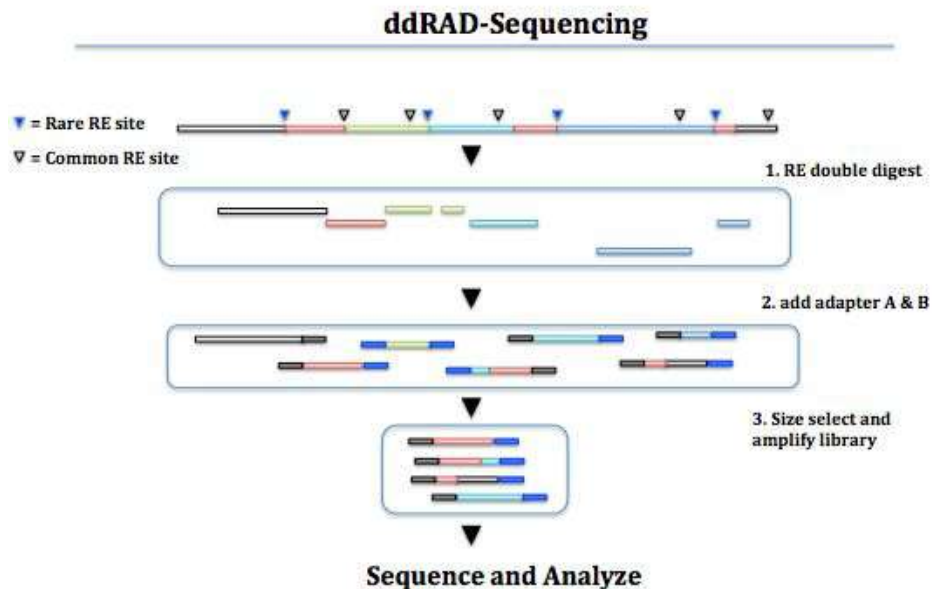 ddRAD-Sequencing
= Rare RE site
= Common RE site
1. RE double digest
2. add adapter A & B
3. Size select and
amplify library
Sequence and Analyze